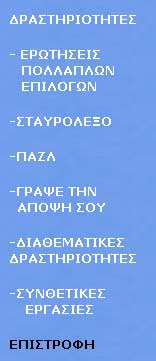 ΔΡΑΣΤΗΡΙΟΤΗΤΕΣ
- ΕΡΩΤΗΣΕΙΣ
ΠΟΛΛΑΠΛΩΝ
ΕΠΙΛΟΓΩΝ
-ΣΤΑΥΡΟΛΕΞΟ
-ΠΑΖΛ
-ΓΡΑΨΕ ΤΗΝ
ΑΠΟΨΗ ΣΟΥ
-ΔΙΑΘΕΜΑΤΙΚΕΣ
ΔΡΑΣΤΗΡΙΟΤΗΤΕΣ
-ΣΥΝΘΕΤΙΚΕΣ
ΕΡΓΑΣΙΕΣ
ΕΠΙΣΤΡΟΦΗ